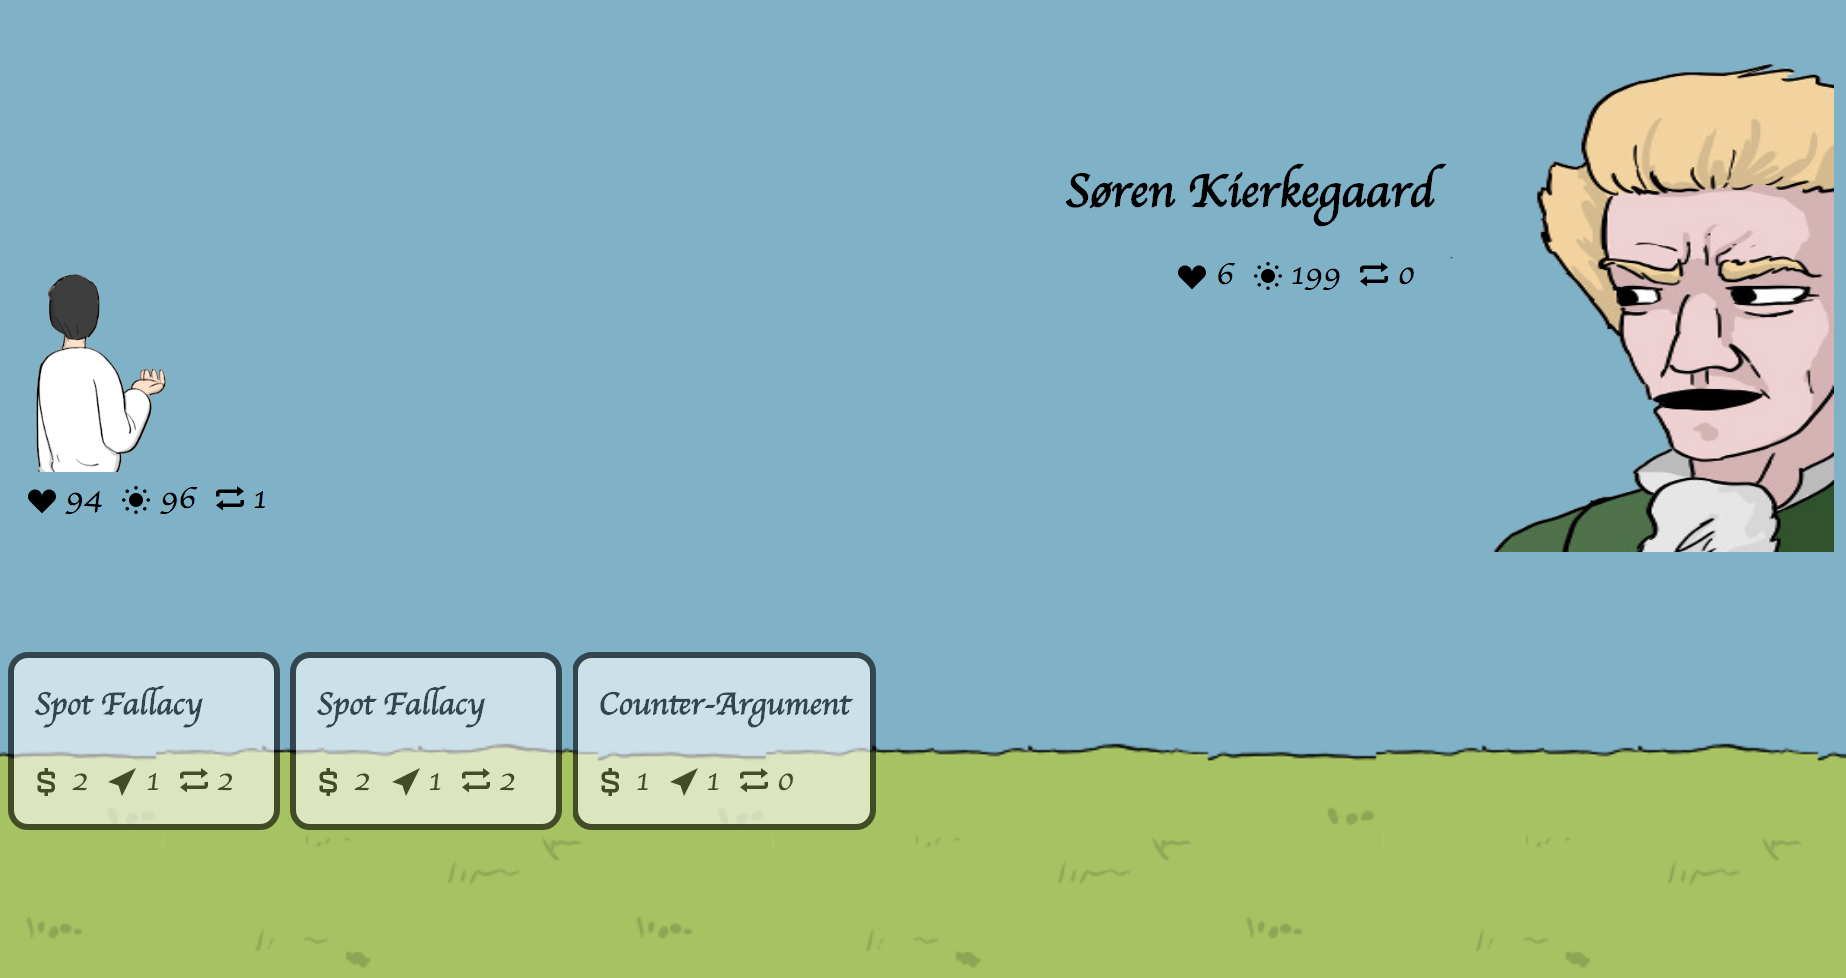 Søren Kierkegaard
6 199 0
94 96 1
Spot Fallacy
$ 2 1 2
Spot Fallacy
$ 2 1 2
Counter-Argument
$ 1 1 0